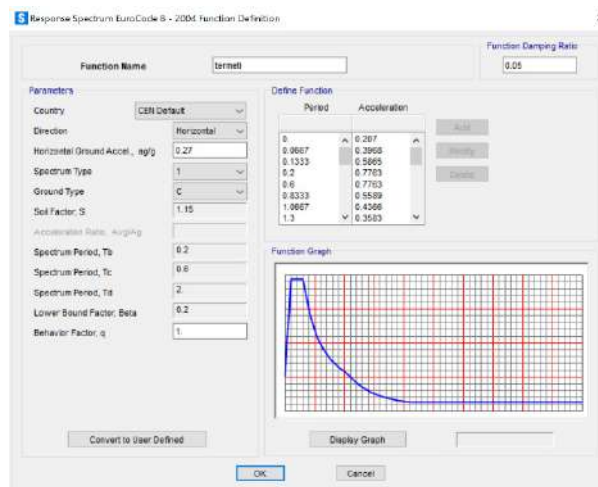 Response Spectrum EuroCode 8 - 2004 Function Definition
Function Damping Ratio
Function Name
termeti
0.05
Parameters
Country
CEN Default
Direction
Horizontal
Horizontal Ground Accel., ag/g
0.27
Spectrum Type
1
Ground Type
C
Soil Factor, S
1.15
Acceleration Ratio, Avg/Ag
Spectrum Period, Tb
0.2
Spectrum Period, Tc
0.6
Spectrum Period, Td
2.
Lower Bound Factor, Beta
0.2
Behavior Factor, q
1.
Convert to User Defined
Define Function
Period
Acceleration
0.
0.207
0.0667
0.3968
0.1333
0.5865
0.2
0.7763
0.6
0.7763
0.8333
0.5589
1.0667
0.4366
1.3
0.3583
Add
Modify
Delete
Function Graph
Display Graph
OK
Cancel